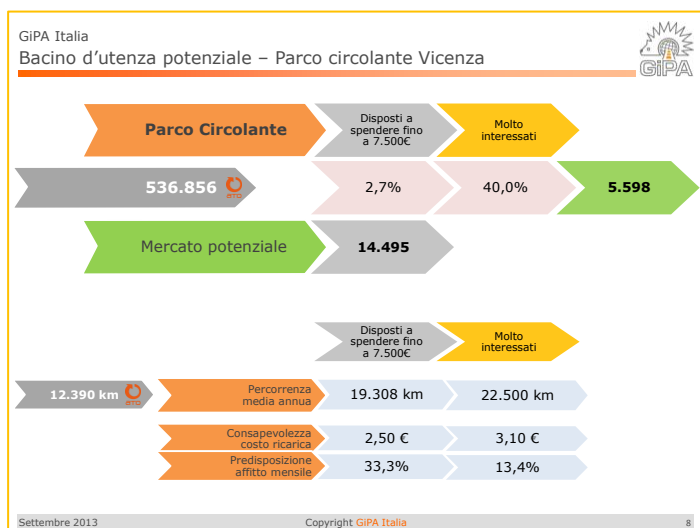 GiPA Italia
Bacino d'utenza potenziale – Parco circolante Vicenza
GiPA
Parco Circolante
Disposti a
spendere fino
a 7.500€
Molto
interessati
536.856
2,7%
40,0%
5.598
Mercato potenziale
14.495
Disposti a
spendere fino
a 7.500€
Molto
interessati
12.390 km
Percorrenza
media annua
19.308 km
22.500 km
Consapevolezza
costo ricarica
2,50 €
3,10 €
Predisposizione
affitto mensile
33,3%
13,4%
Settembre 2013
Copyright GiPA Italia
8